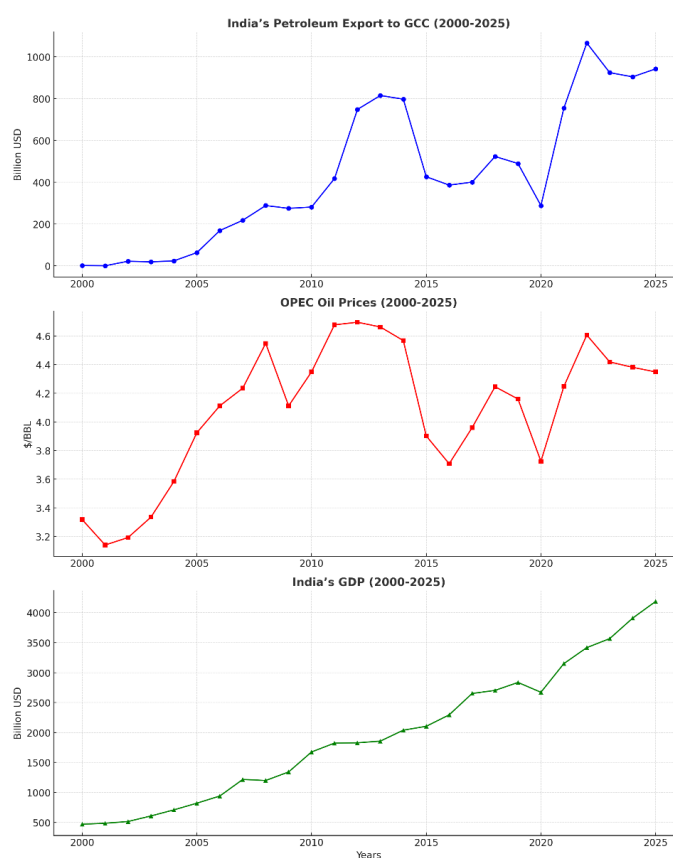 India’s Petroleum Export to GCC (2000-2025)
1000
800
600
400
200
0
Billion USD
2000 2005 2010 2015 2020 2025
OPEC Oil Prices (2000-2025)
4.6
4.4
4.2
4.0
3.8
3.6
3.4
3.2
$/BBL
2000 2005 2010 2015 2020 2025
India’s GDP (2000-2025)
4000
3500
3000
2500
2000
1500
1000
500
Billion USD
2000 2005 2010 2015 2020 2025
Years